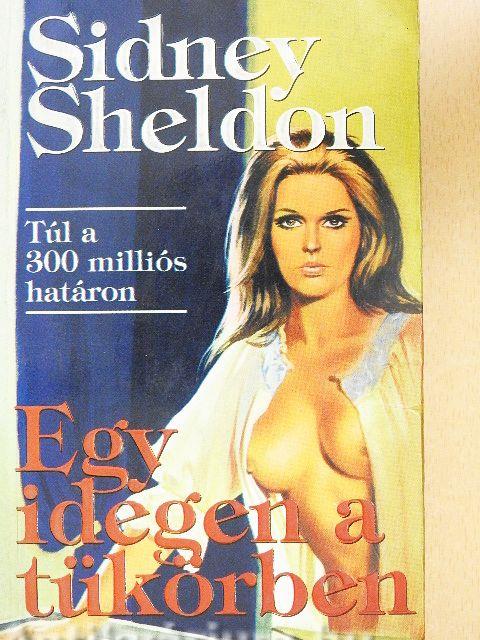 Sidney
Sheldon
Túl a
300 milliós
határon
Egy
idegen a
tükörben